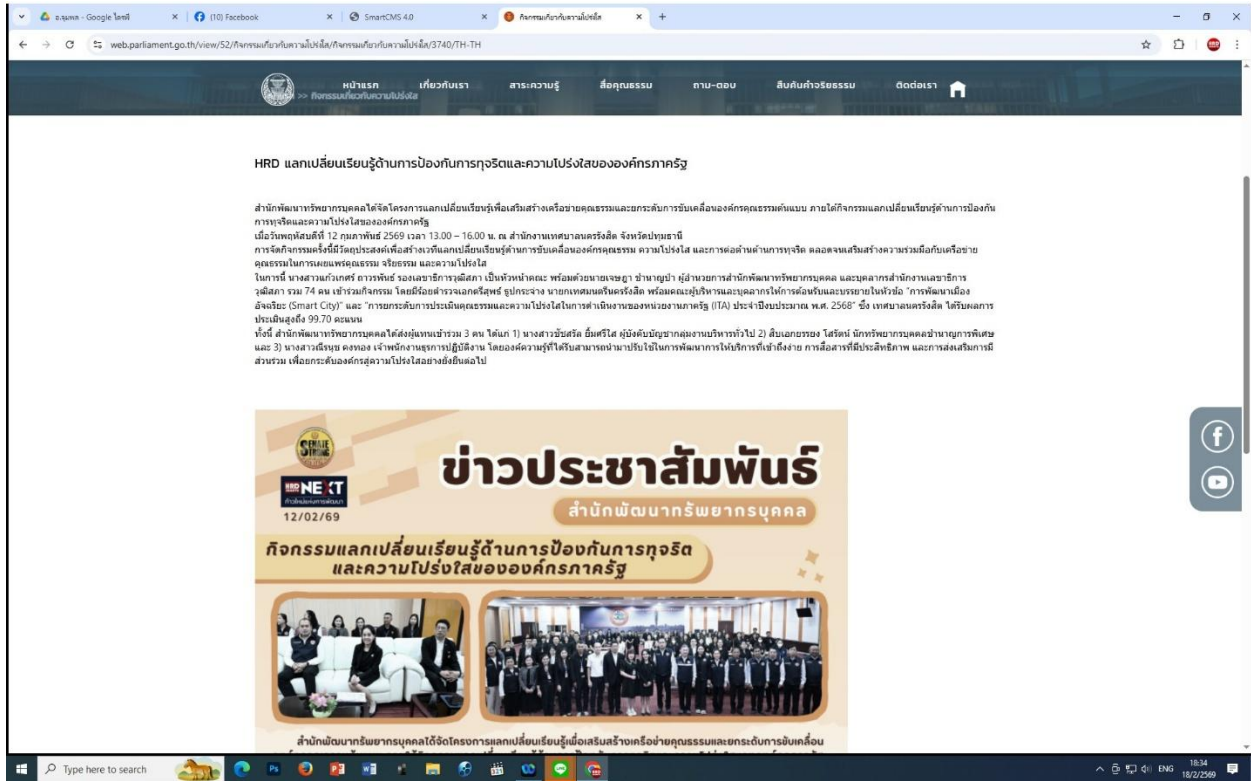 อ.จุมพล - Google ไดรฟ์
(10) Facebook
SmartCMS 4.0
กิจกรรมเกี่ยวกับความโปร่งใส
web.parliament.go.th/view/52/กิจกรรมเกี่ยวกับความโปร่งใส/กิจกรรมเกี่ยวกับความโปร่งใส/3740/TH-TH
หน้าแรก เกี่ยวกับเรา สาระความรู้ สื่อคุณธรรม ถาม-ตอบ สืบค้นคำจริยธรรม ติดต่อเรา
>> กิจกรรมเกี่ยวกับความโปร่งใส
HRD แลกเปลี่ยนเรียนรู้ด้านการป้องกันการทุจริตและความโปร่งใสขององค์กรภาครัฐ
สำนักพัฒนาทรัพยากรบุคคลได้จัดโครงการแลกเปลี่ยนเรียนรู้เพื่อเสริมสร้างเครือข่ายคุณธรรมและยกระดับการขับเคลื่อนองค์กรคุณธรรมต้นแบบ ภายใต้กิจกรรมแลกเปลี่ยนเรียนรู้ด้านการป้องกัน
การทุจริตและความโปร่งใสขององค์กรภาครัฐ
เมื่อวันพฤหัสบดีที่ 12 กุมภาพันธ์ 2569 เวลา 13.00 – 16.00 น. ณ สำนักงานเทศบาลนครรังสิต จังหวัดปทุมธานี
การจัดกิจกรรมครั้งนี้มีวัตถุประสงค์เพื่อสร้างเวทีแลกเปลี่ยนเรียนรู้ด้านการขับเคลื่อนองค์กรคุณธรรม ความโปร่งใส และการต่อต้านด้านการทุจริต ตลอดจนเสริมสร้างความร่วมมือกับเครือข่าย
คุณธรรมในการเผยแพร่คุณธรรม จริยธรรม และความโปร่งใส
ในการนี้ นางสาวแก้วเกศร์ ถาวรพันธ์ รองเลขาธิการวุฒิสภา เป็นหัวหน้าคณะ พร้อมด้วยนายเจษฎา ชำนาญป่า ผู้อำนวยการสำนักพัฒนาทรัพยากรบุคคล และบุคลากรสำนักงานเลขาธิการ
วุฒิสภา รวม 74 คน เข้าร่วมกิจกรรม โดยมีร้อยตำรวจเอกตรีลุพธ์ ธูปกระจ่าง นายกเทศมนตรีนครรังสิต พร้อมคณะผู้บริหารและบุคลากรให้การต้อนรับและบรรยายในหัวข้อ "การพัฒนาเมือง
อัจฉริยะ (Smart City)" และ "การยกระดับการประเมินคุณธรรมและความโปร่งใสในการดำเนินงานของหน่วยงานภาครัฐ (ITA) ประจำปีงบประมาณ พ.ศ. 2568" ซึ่ง เทศบาลนครรังสิต ได้รับผลการ
ประเมินสูงถึง 99.70 คะแนน
ทั้งนี้ สำนักพัฒนาทรัพยากรบุคคลได้ส่งผู้แทนเข้าร่วม 3 คน ได้แก่ 1) นางสาวขัปสรัล ยิ้มศรีใส ผู้บังคับบัญชากลุ่มงานบริหารทั่วไป 2) สิบเอกยรรยง โสรัตน์ นักทรัพยากรบุคคลชำนาญการพิเศษ
และ 3) นางสาวณีรนุช คงทอง เจ้าพนักงานธุรการปฏิบัติงาน โดยองค์ความรู้ที่ได้รับสามารถนำมาปรับใช้ในการพัฒนาการให้บริการที่เข้าถึงง่าย การสื่อสารที่มีประสิทธิภาพ และการส่งเสริมการมี
ส่วนร่วม เพื่อยกระดับองค์กรสู่ความโปร่งใสอย่างยั่งยืนต่อไป
SENATE STRONG
HRD NEXT
ก้าวใหม่แห่งการพัฒนา
12/02/69
ข่าวประชาสัมพันธ์
สำนักพัฒนาทรัพยากรบุคคล
กิจกรรมแลกเปลี่ยนเรียนรู้ด้านการป้องกันการทุจริต
และความโปร่งใสขององค์กรภาครัฐ
สำนักพัฒนาทรัพยากรบุคคลได้จัดโครงการแลกเปลี่ยนเรียนรู้เพื่อเสริมสร้างเครือข่ายคุณธรรมและยกระดับการขับเคลื่อน
Type here to search
ENG
18:34
18/2/2569